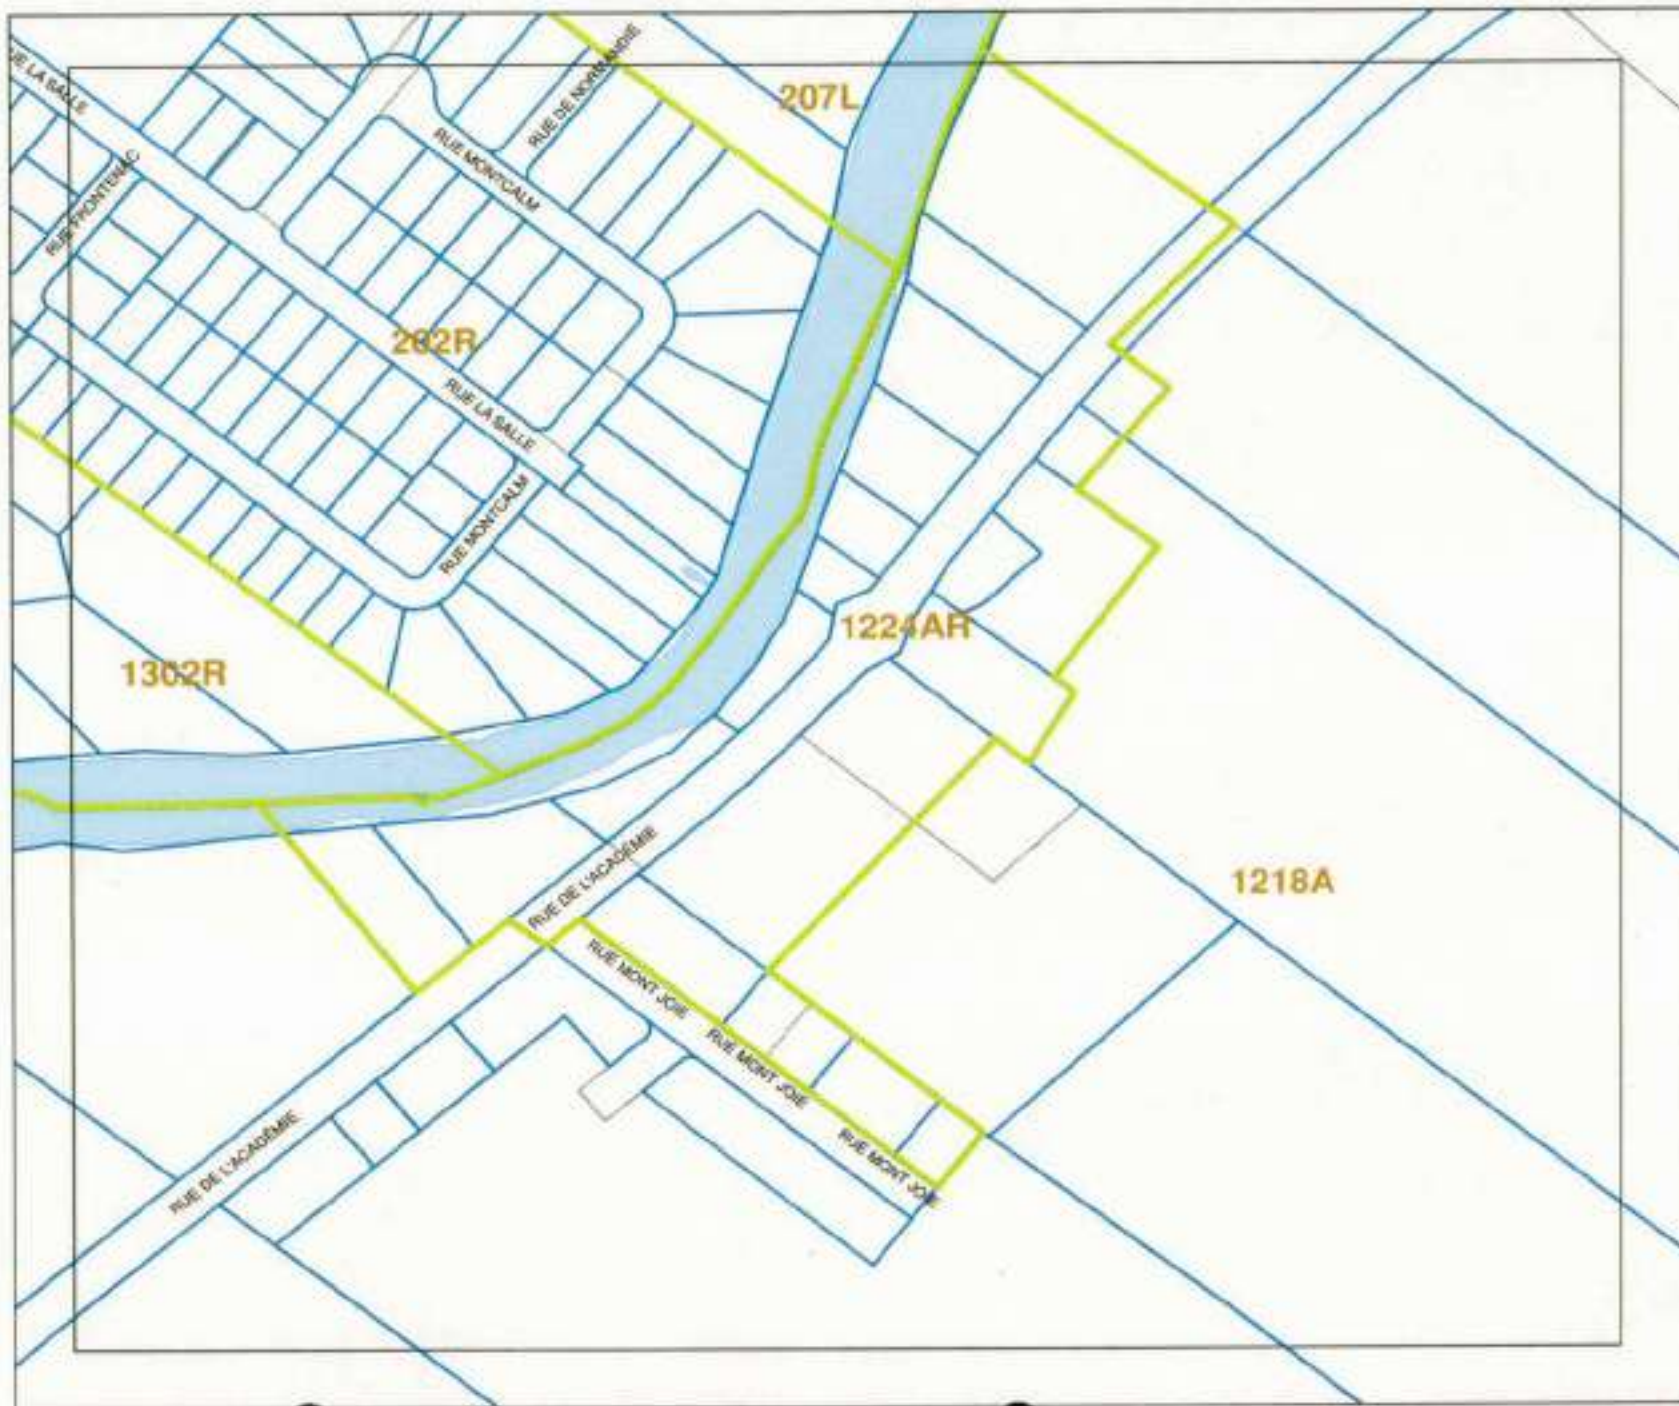 UE LA SALLE
RUE DE NORMANDIE
207L
RUE MONTCALM
RUE FRONTENAC
202R
RUE LA SALLE
RUE MONTCALM
1224AR
1302R
RUE DE L'ACADÉMIE
1218A
RUE MONT JOIE
RUE MONT JOIE
RUE MONT JOIE
RUE DE L'ACADÉMIE